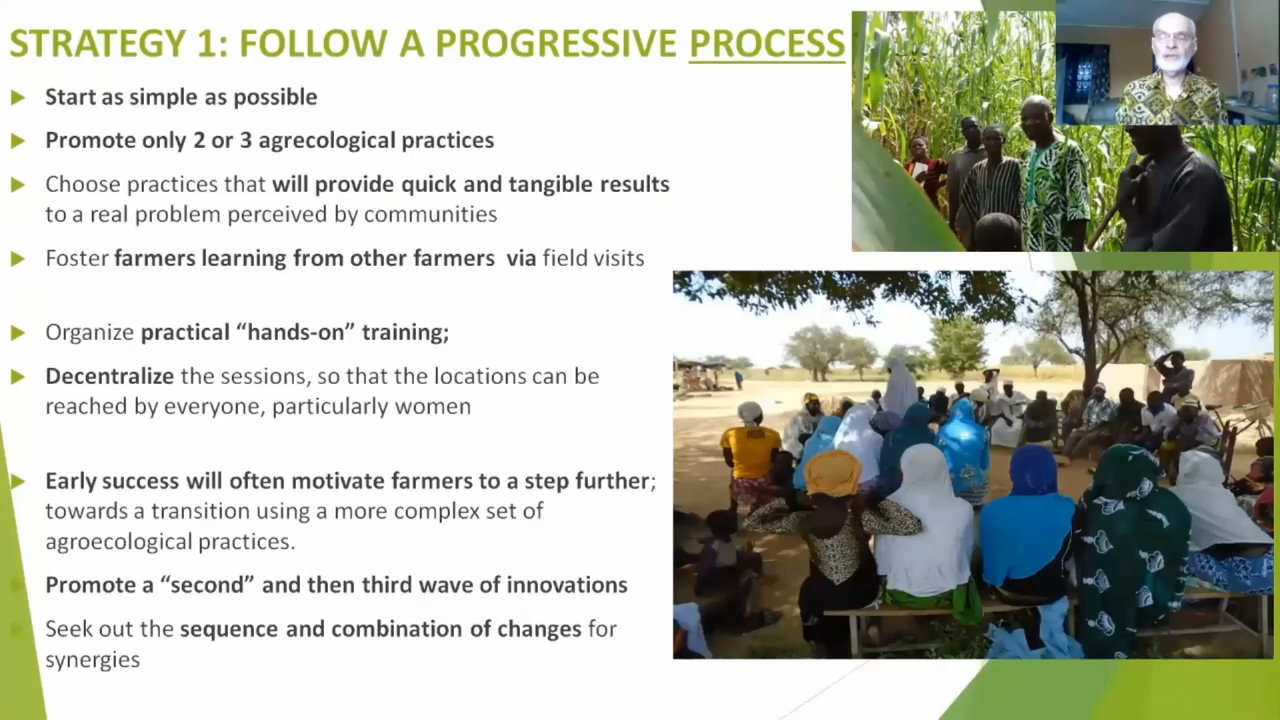 STRATEGY 1: FOLLOW A PROGRESSIVE PROCESS
Start as simple as possible
Promote only 2 or 3 agrecological practices
Choose practices that will provide quick and tangible results
to a real problem perceived by communities
Foster farmers learning from other farmers via field visits
Organize practical “hands-on” training;
Decentralize the sessions, so that the locations can be
reached by everyone, particularly women
Early success will often motivate farmers to a step further;
towards a transition using a more complex set of
agroecological practices.
Promote a “second” and then third wave of innovations
Seek out the sequence and combination of changes for
synergies